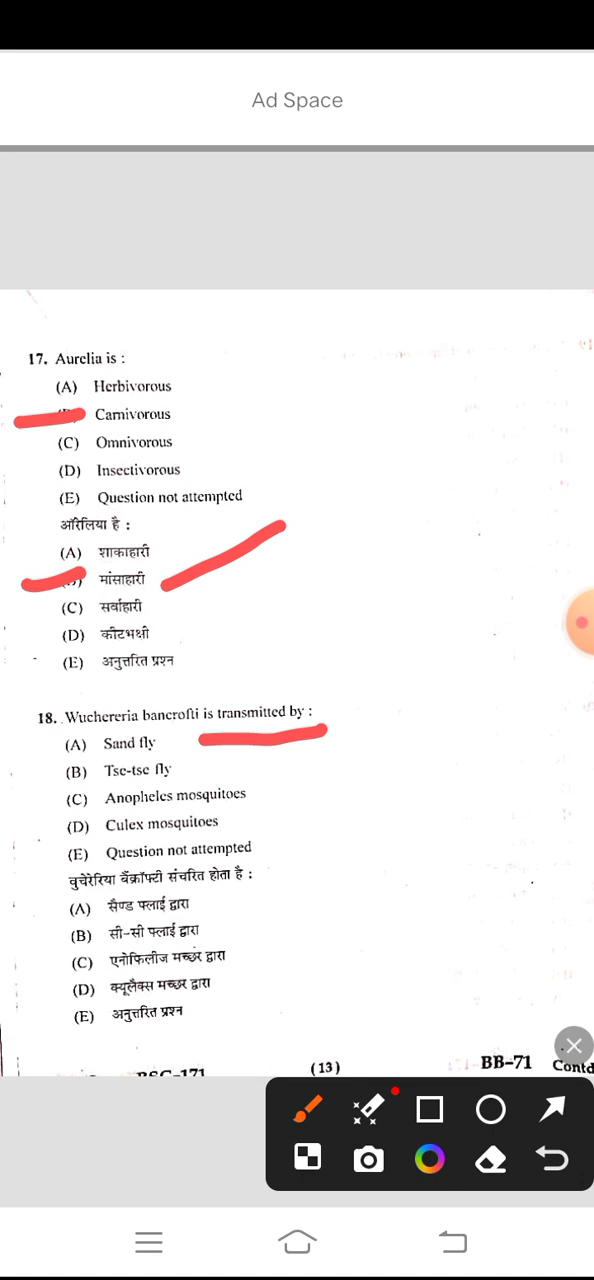 Ad Space
17. Aurelia is :
(A) Herbivorous
Carnivorous
(C) Omnivorous
(D) Insectivorous
(E) Question not attempted
ऑरेलिया है :
(A) शाकाहारी
मांसाहारी
(C) सर्वाहारी
(D) कीटभक्षी
(E) अनुत्तरित प्रश्न
18. Wuchereria bancrofti is transmitted by :
(A) Sand fly
(B) Tse-tse fly
(C) Anopheles mosquitoes
(D) Culex mosquitoes
(E) Question not attempted
वुचेरेरिया बैंक्रॉफ्टी संचरित होता है :
(A) सैण्ड फ्लाई द्वारा
(B) सी-सी फ्लाई द्वारा
(C) एनोफिलीज मच्छर द्वारा
(D) क्यूलैक्स मच्छर द्वारा
(E) अनुत्तरित प्रश्न
(13)
BB-71
Contd